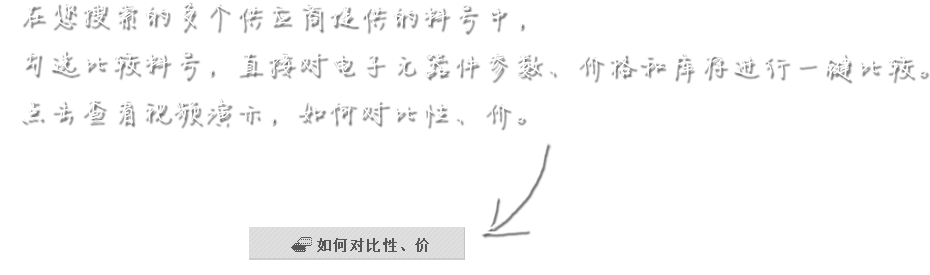 在您搜索的多个供应商提供的料号中，
勾选比较料号，直接对电子元器件参数、价格和库存进行一键比较。
点击查看视频演示，如何对比性、价。
如何对比性、价